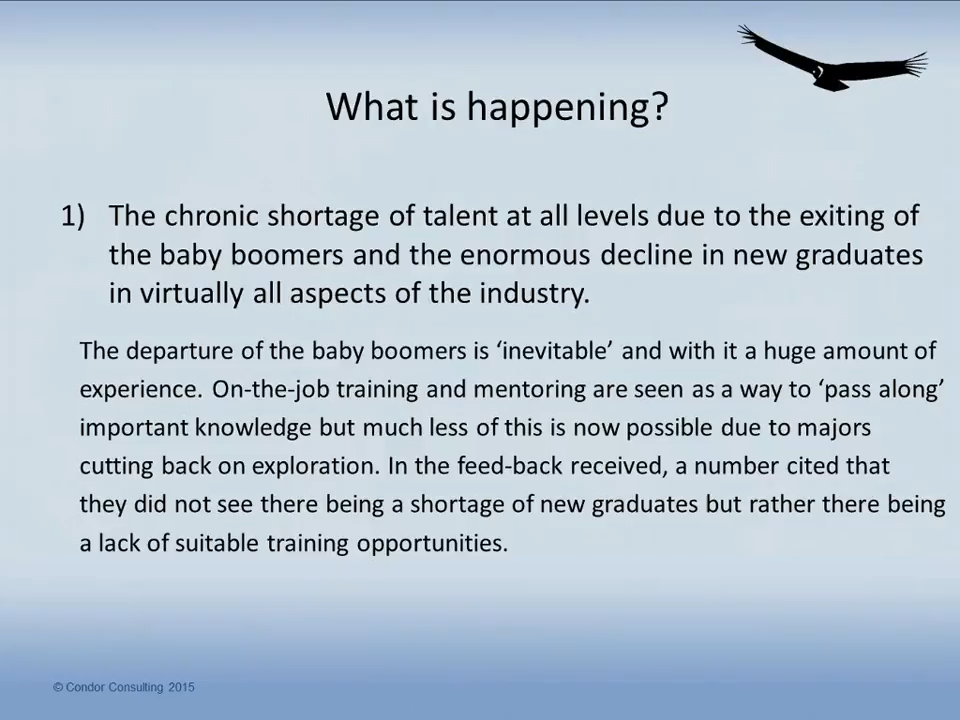 What is happening?
1) The chronic shortage of talent at all levels due to the exiting of
the baby boomers and the enormous decline in new graduates
in virtually all aspects of the industry.
The departure of the baby boomers is ‘inevitable’ and with it a huge amount of
experience. On-the-job training and mentoring are seen as a way to ‘pass along’
important knowledge but much less of this is now possible due to majors
cutting back on exploration. In the feed-back received, a number cited that
they did not see there being a shortage of new graduates but rather there being
a lack of suitable training opportunities.
© Condor Consulting 2015